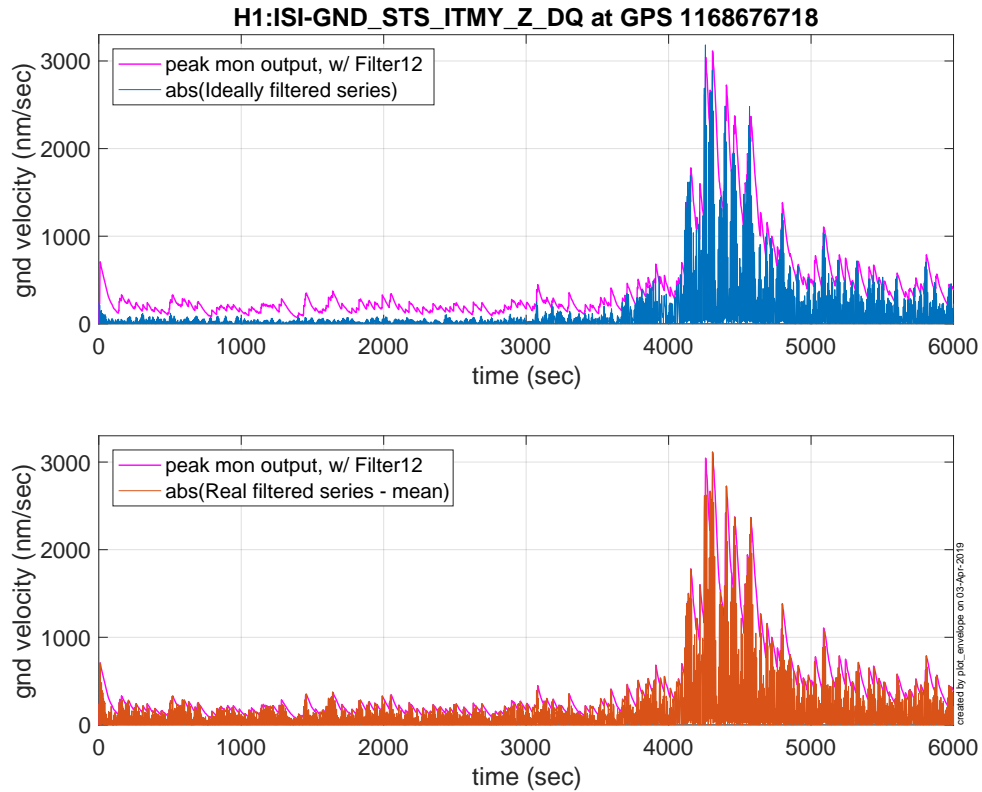 H1:ISI-GND_STS_ITMY_Z_DQ at GPS 1168676718
gnd velocity (nm/sec)
3000
2000
1000
0
peak mon output, w/ Filter12
abs(Ideally filtered series)
0 1000 2000 3000 4000 5000 6000
time (sec)
gnd velocity (nm/sec)
3000
2000
1000
0
peak mon output, w/ Filter12
abs(Real filtered series - mean)
created by plot_envelope on 03-Apr-2019
0 1000 2000 3000 4000 5000 6000
time (sec)